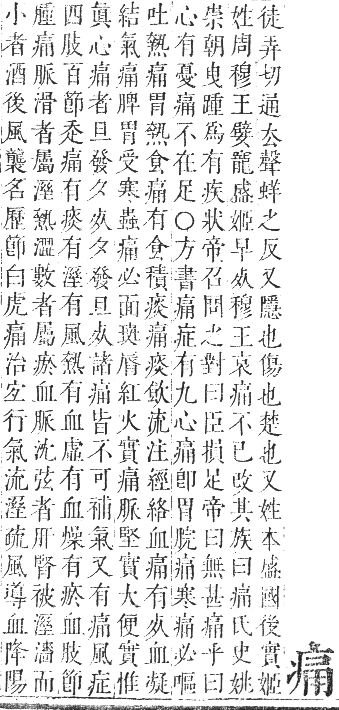 痛
徒弄切通去聲蜂之反又隱也傷也楚也又姓本盛國後實姬
姓周穆王嬖寵盛姬早歿穆王哀痛不已改其族曰痛氏史姚
崇朝曳踵爲有疾狀帝召問之對曰臣損足帝曰無甚痛乎曰
心有憂痛不在足○方書痛症有九心痛卽胃脘痛寒痛必嘔
吐熱痛胃熱食痛有食積痰痛痰飲流注經絡血痛有歿血凝
結氣痛脾胃受寒蟲痛必面斑脣紅火實痛脈堅實大便實惟
眞心痛者旦發夕歿夕發旦歿諸痛皆不可補氣又有痛風症
四肢百節走痛有痰有溼有風熱有血虛有血燥有瘀血肢節
腫痛脈滑者屬溼熱澀數者屬瘀血脈沈弦者肝腎被溼濇而
小者酒後風襲名歷節白虎痛治宜行氣流溼疏風導血降陽